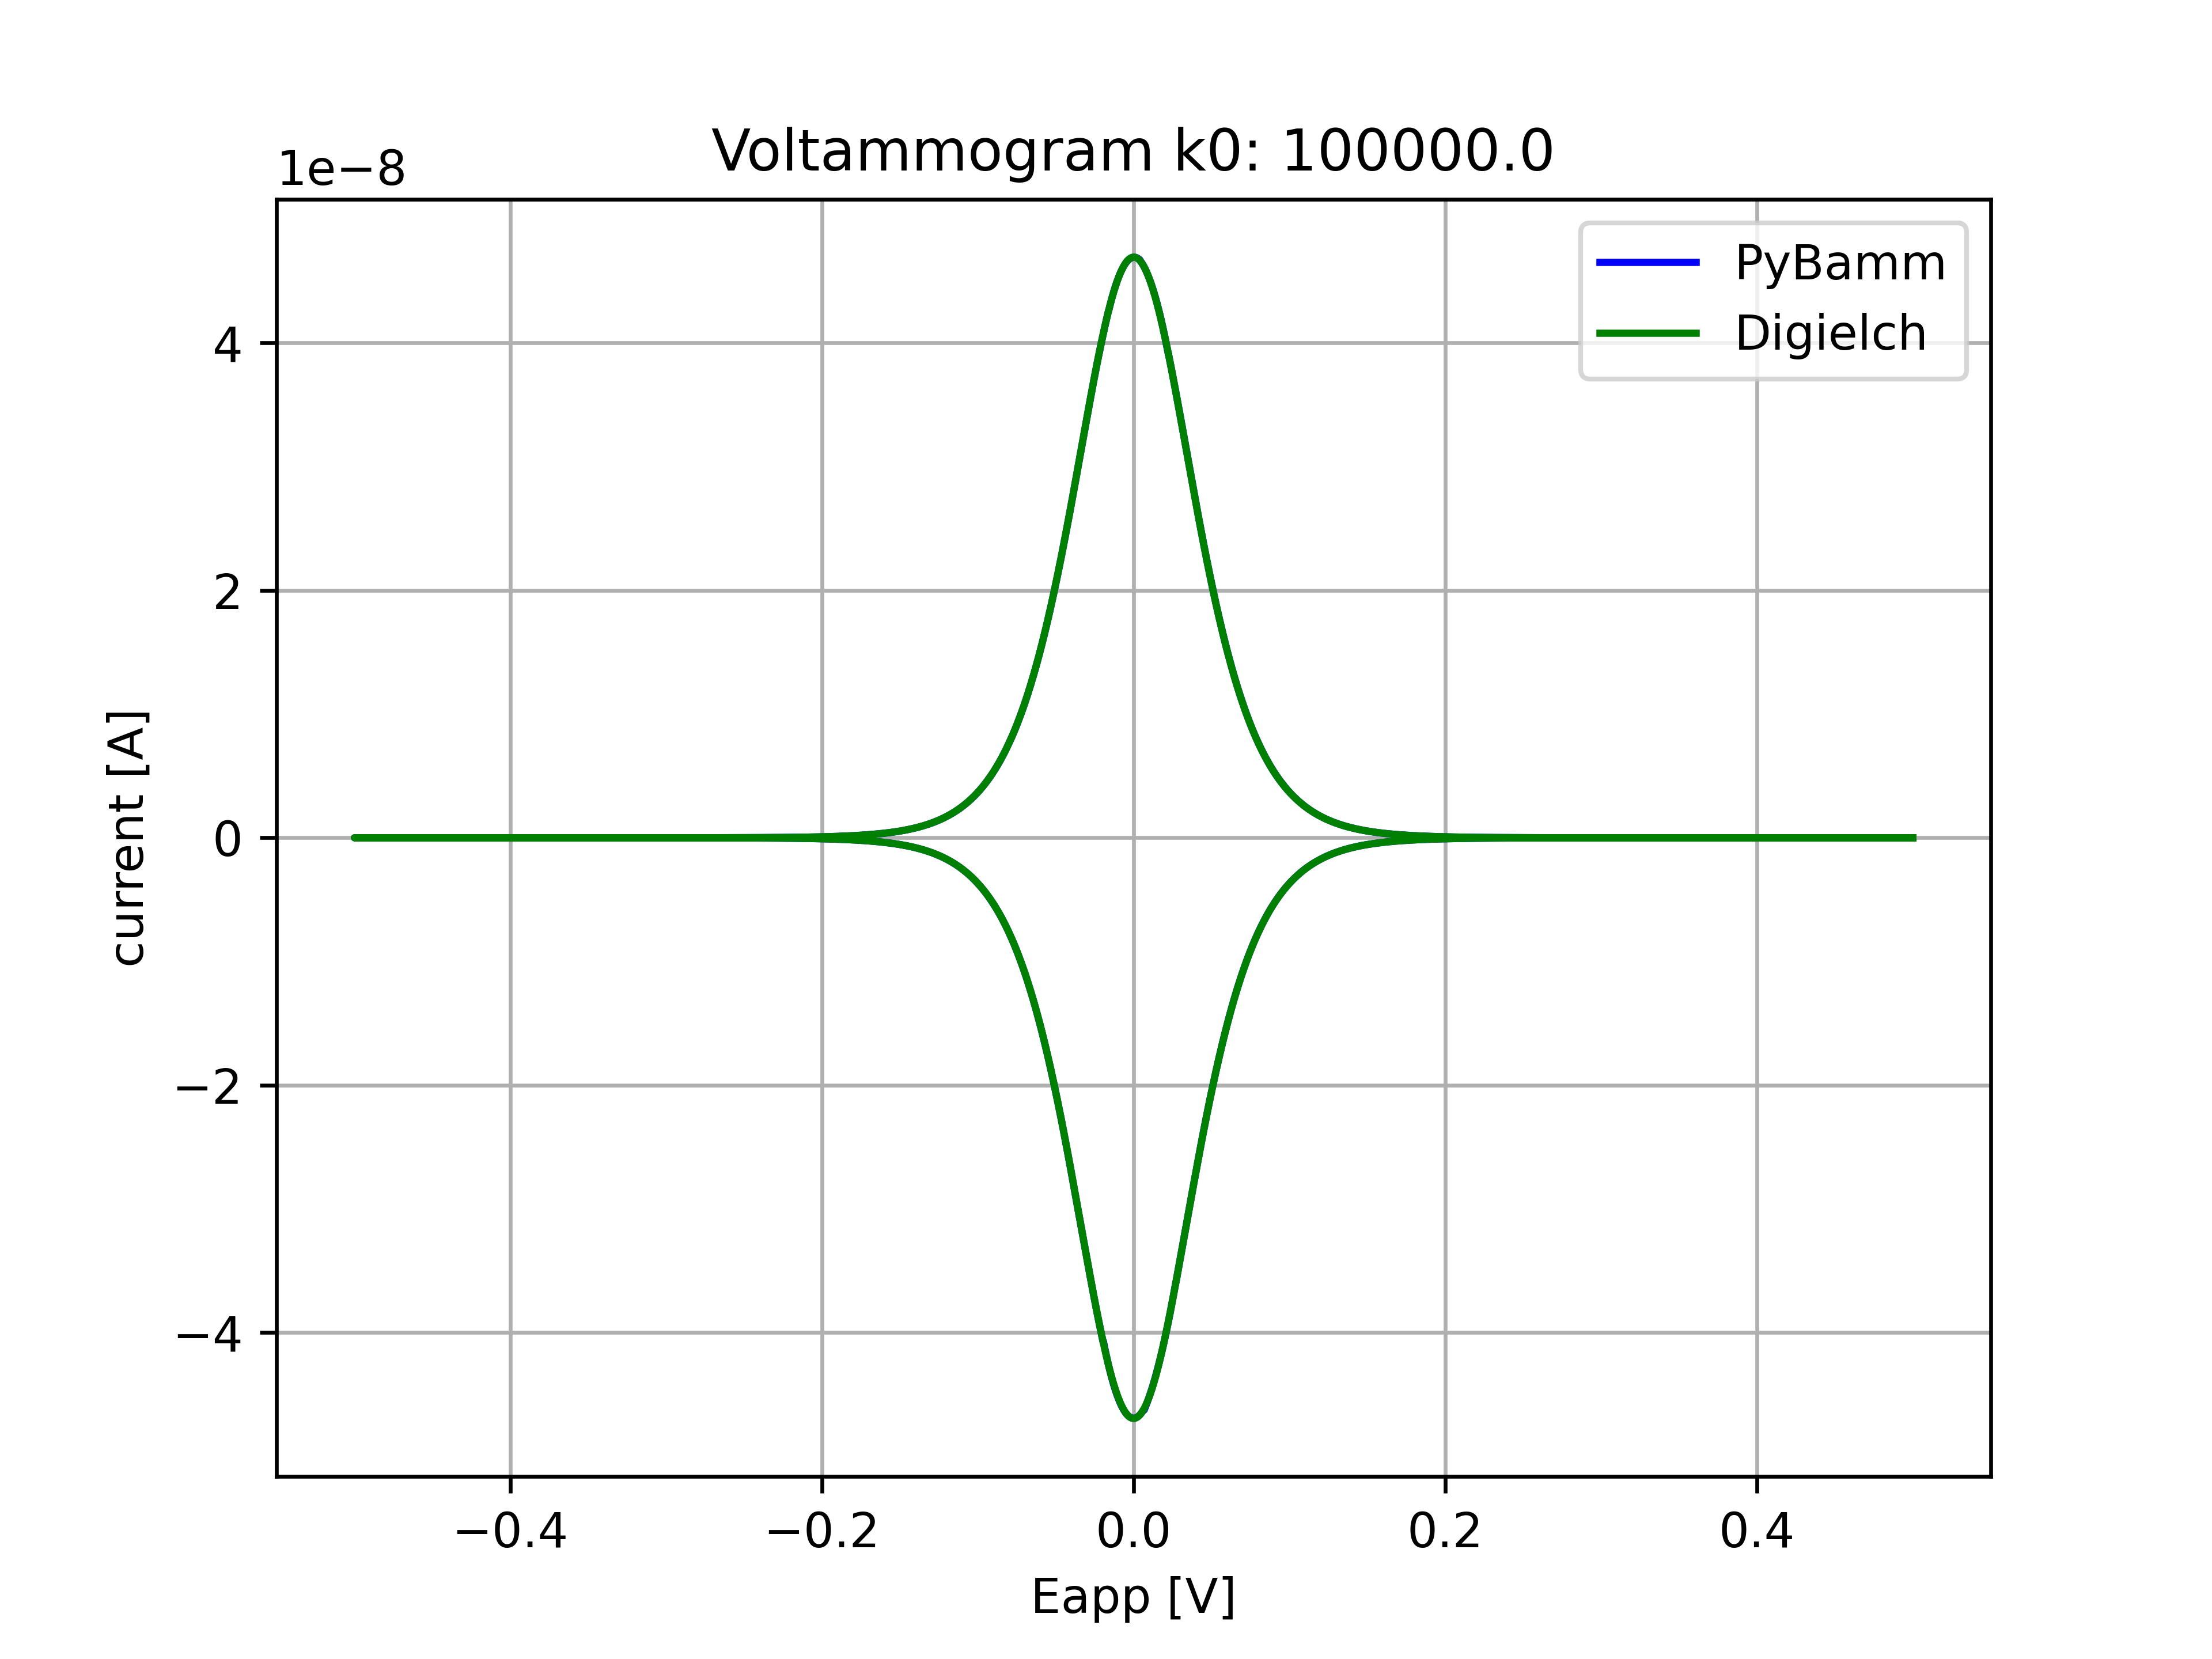 Voltammogram k0: 100000.0
1e−8
PyBamm
Digielch
4
2
0
−2
−4
current [A]
−0.4 −0.2 0.0 0.2 0.4
Eapp [V]